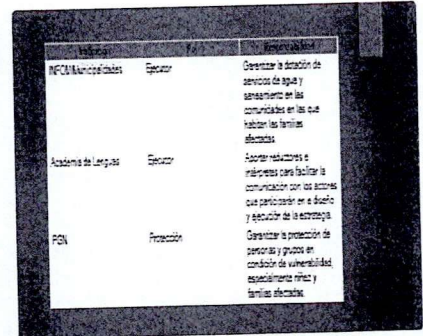 Institución Rol Responsabilidad
INFOM/Municipalidades Ejecutor Garantizar la dotación de
servicios de agua y
saneamiento en las
comunidades en las que
habitan las familias
afectadas.
Academia de Lenguas Ejecutor Aportar traductores e
intérpretes para facilitar la
comunicación con los actores
que participarán en el diseño
y ejecución de la estrategia.
PGN Protección Garantizar la protección de
personas y grupos en
condición de vulnerabilidad,
especialmente niñez y
familias afectadas.